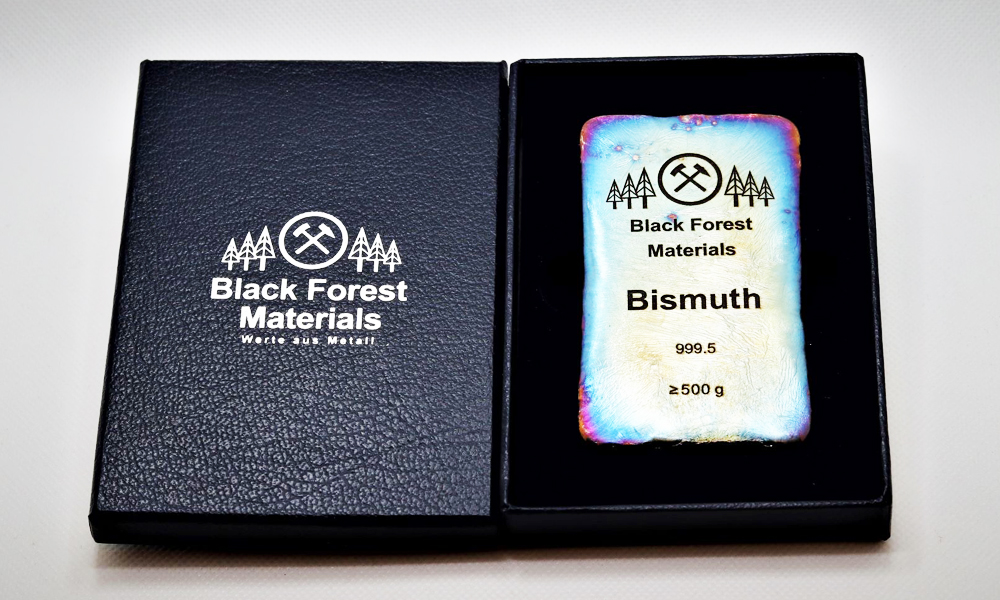 Black Forest
Materials
Werte aus Metall
Black Forest
Materials
Bismuth
999.5
≥500 g